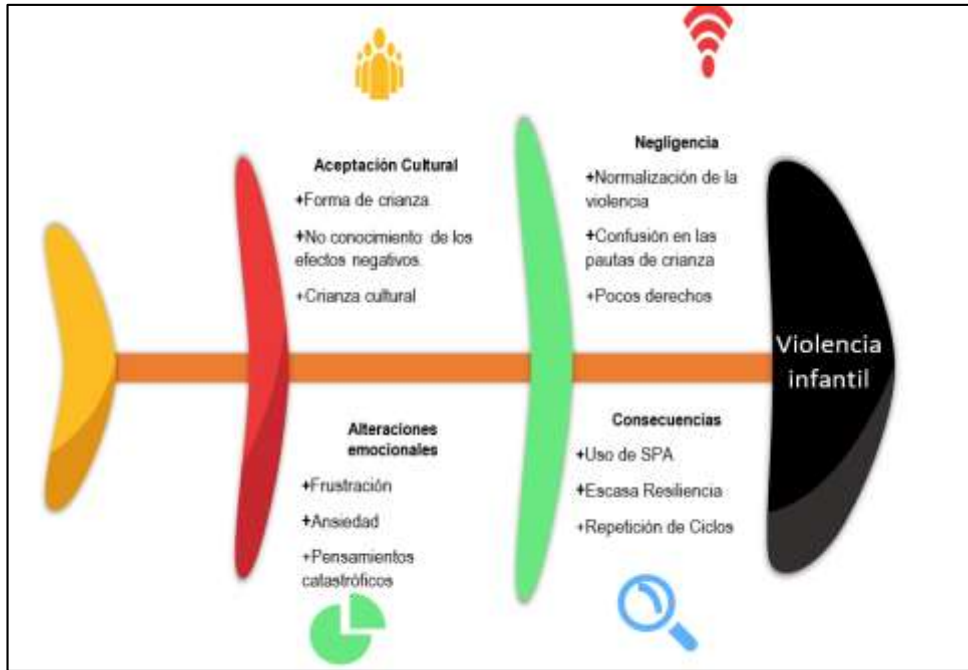 Aceptación Cultural
+Forma de crianza
+No conocimiento de los
efectos negativos.
+Crianza cultural
Negligencia
+Normalización de la
violencia
+Confusión en las
pautas de crianza
+Pocos derechos
Alteraciones
emocionales
+Frustración
+Ansiedad
+Pensamientos
catastróficos
Consecuencias
+Uso de SPA
+Escasa Resiliencia
+Repetición de Ciclos
Violencia
infantil